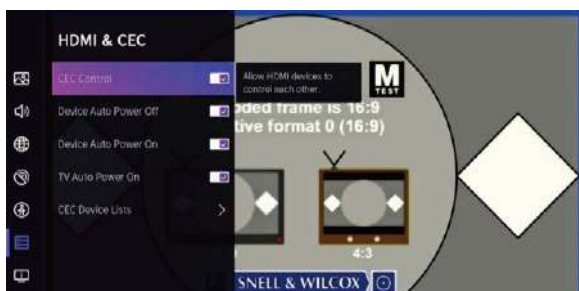 HDMI & CEC
CEC Control
Allow HDMI devices to
control each other.
M
TEST
Device Auto Power Off
Device Auto Power On
TV Auto Power On
CEC Device Lists
oded frame is 16:9
tive format 0 (16:9)
4:3
SNELL & WILCOX